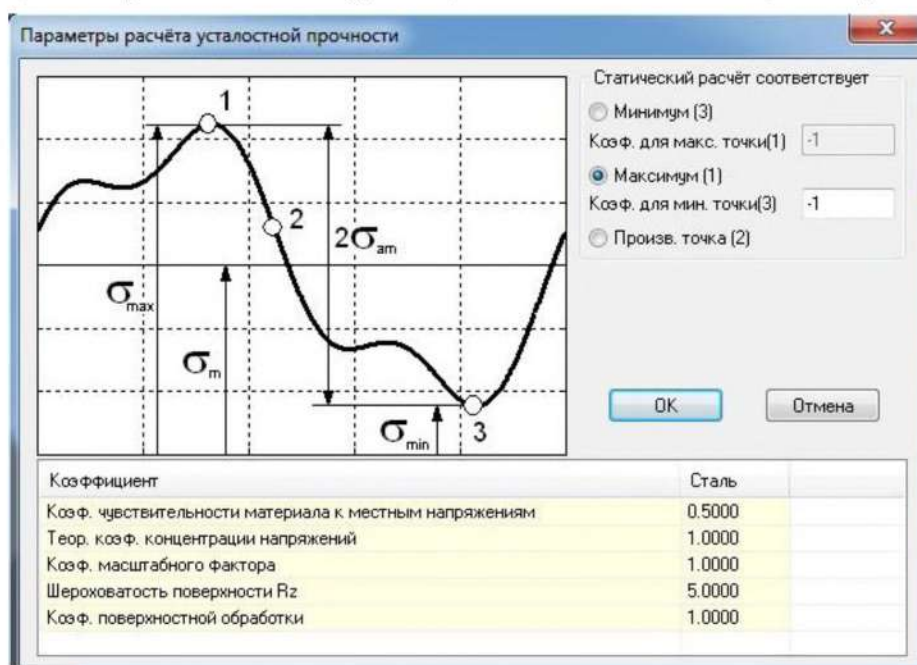 Параметры расчёта усталостной прочности
x
1
2
2σam
σmax
σm
σmin
3
Статический расчёт соответствует
Минимум (3)
Коэф. для макс. точки(1) -1
Максимум (1)
Коэф. для мин. точки(3) -1
Произв. точка (2)
OK Отмена
Коэффициент Сталь
Коэф. чувствительности материала к местным напряжениям 0.5000
Теор. коэф. концентрации напряжений 1.0000
Коэф. масштабного фактора 1.0000
Шероховатость поверхности Rz 5.0000
Коэф. поверхностной обработки 1.0000